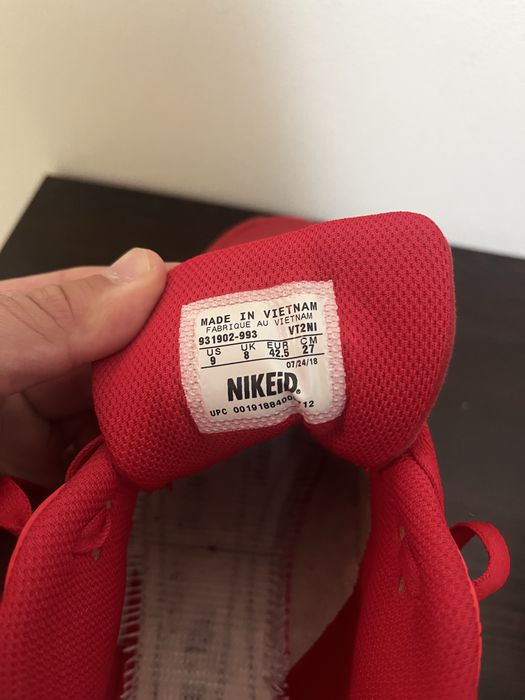 MADE IN VIETNAM
FABRIQUE AU VIETNAM
931902-993 VT2NI
US UK EUR CM
9 8 42.5 27
07/24/18
NIKEiD®
UPC